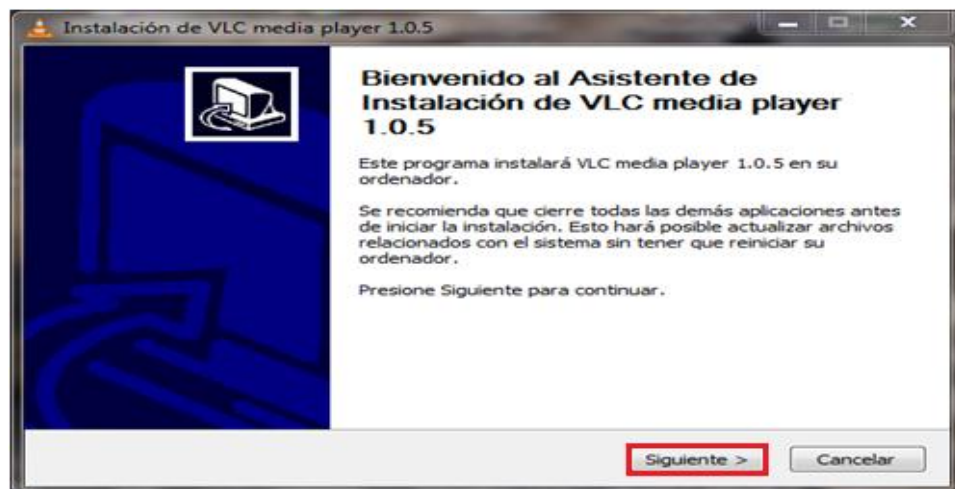 Instalación de VLC media player 1.0.5
Bienvenido al Asistente de
Instalación de VLC media player
1.0.5
Este programa instalará VLC media player 1.0.5 en su
ordenador.
Se recomienda que cierre todas las demás aplicaciones antes
de iniciar la instalación. Esto hará posible actualizar archivos
relacionados con el sistema sin tener que reiniciar su
ordenador.
Presione Siguiente para continuar.
Siguiente >
Cancelar